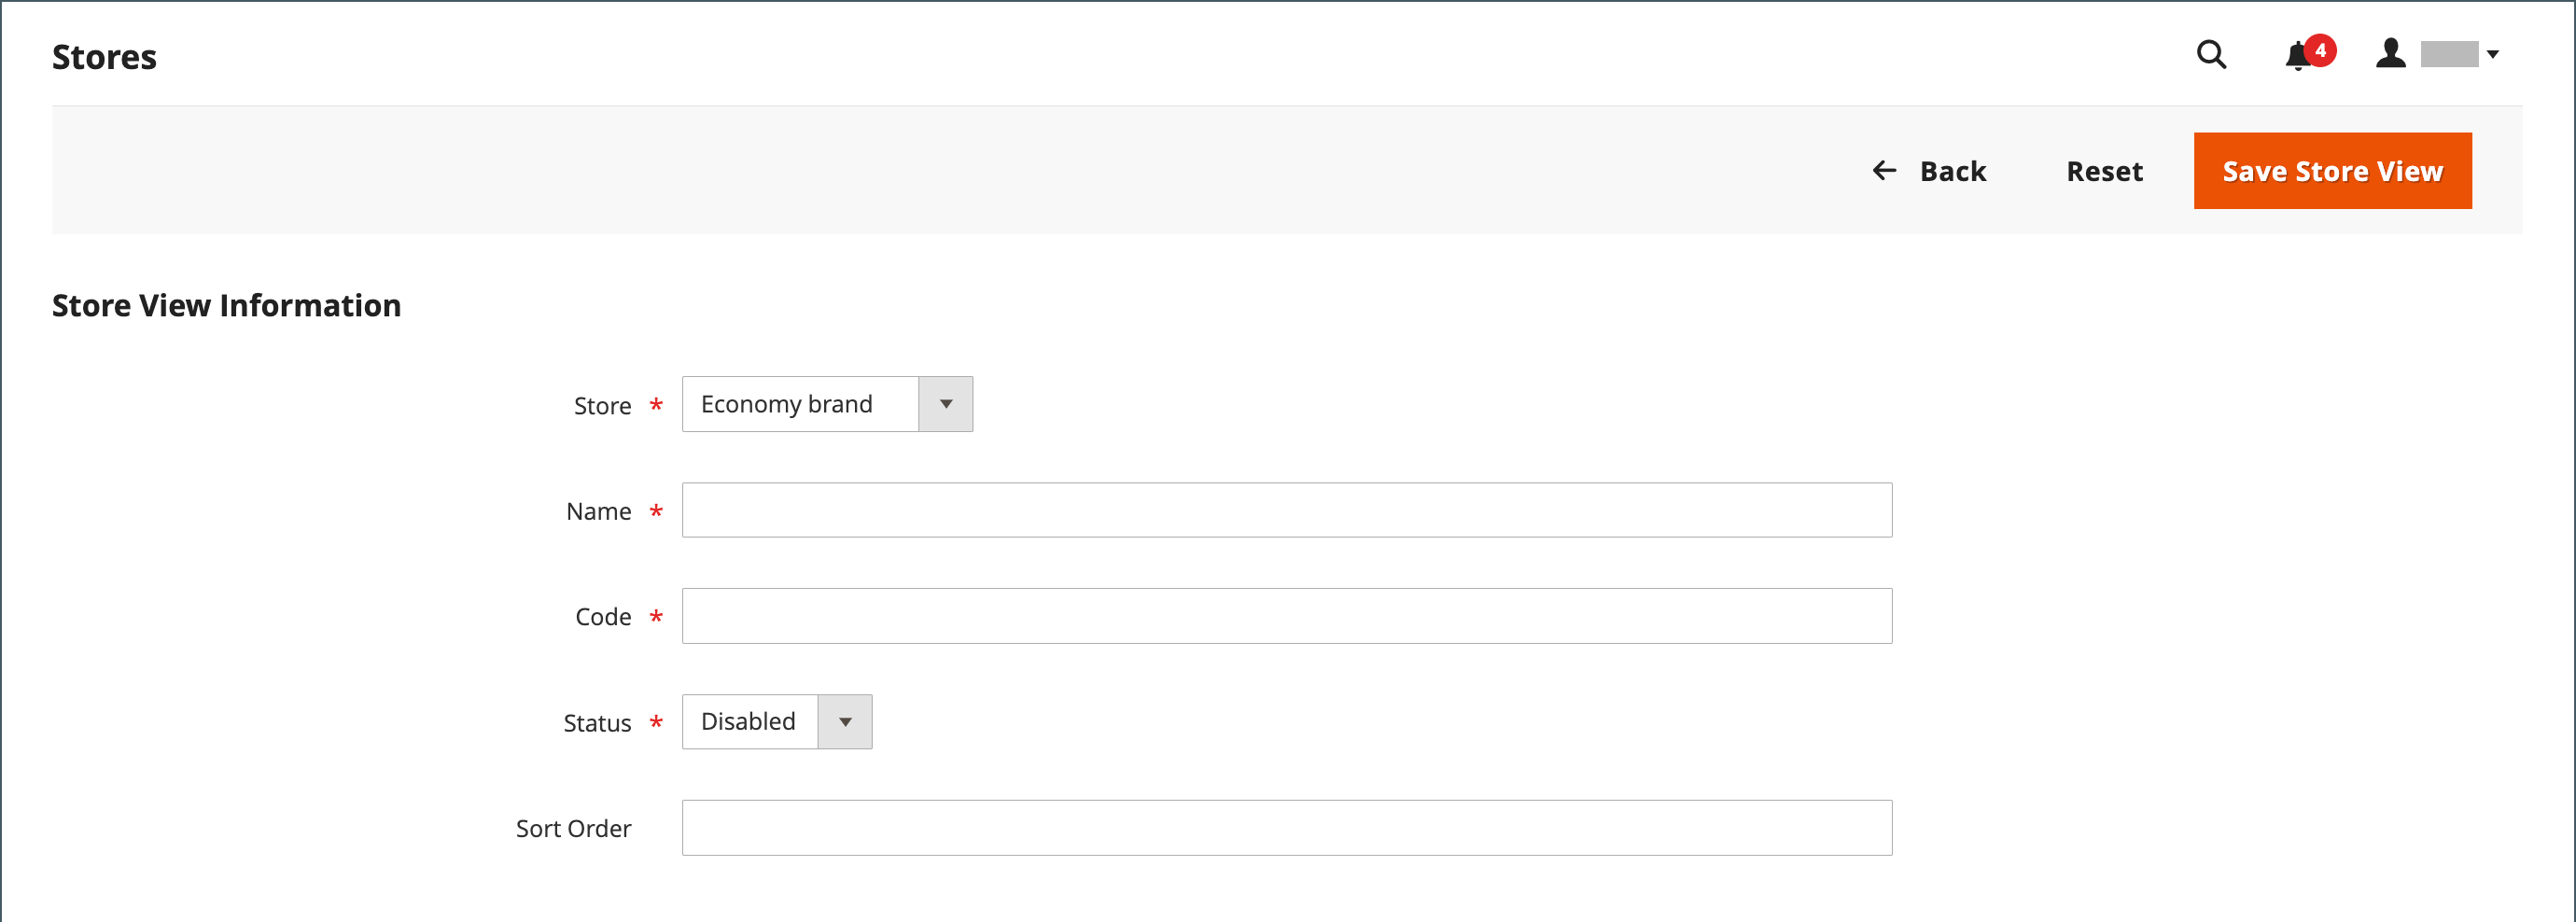 Stores
4
Back Reset Save Store View
Store View Information
Store * Economy brand
Name *
Code *
Status * Disabled
Sort Order